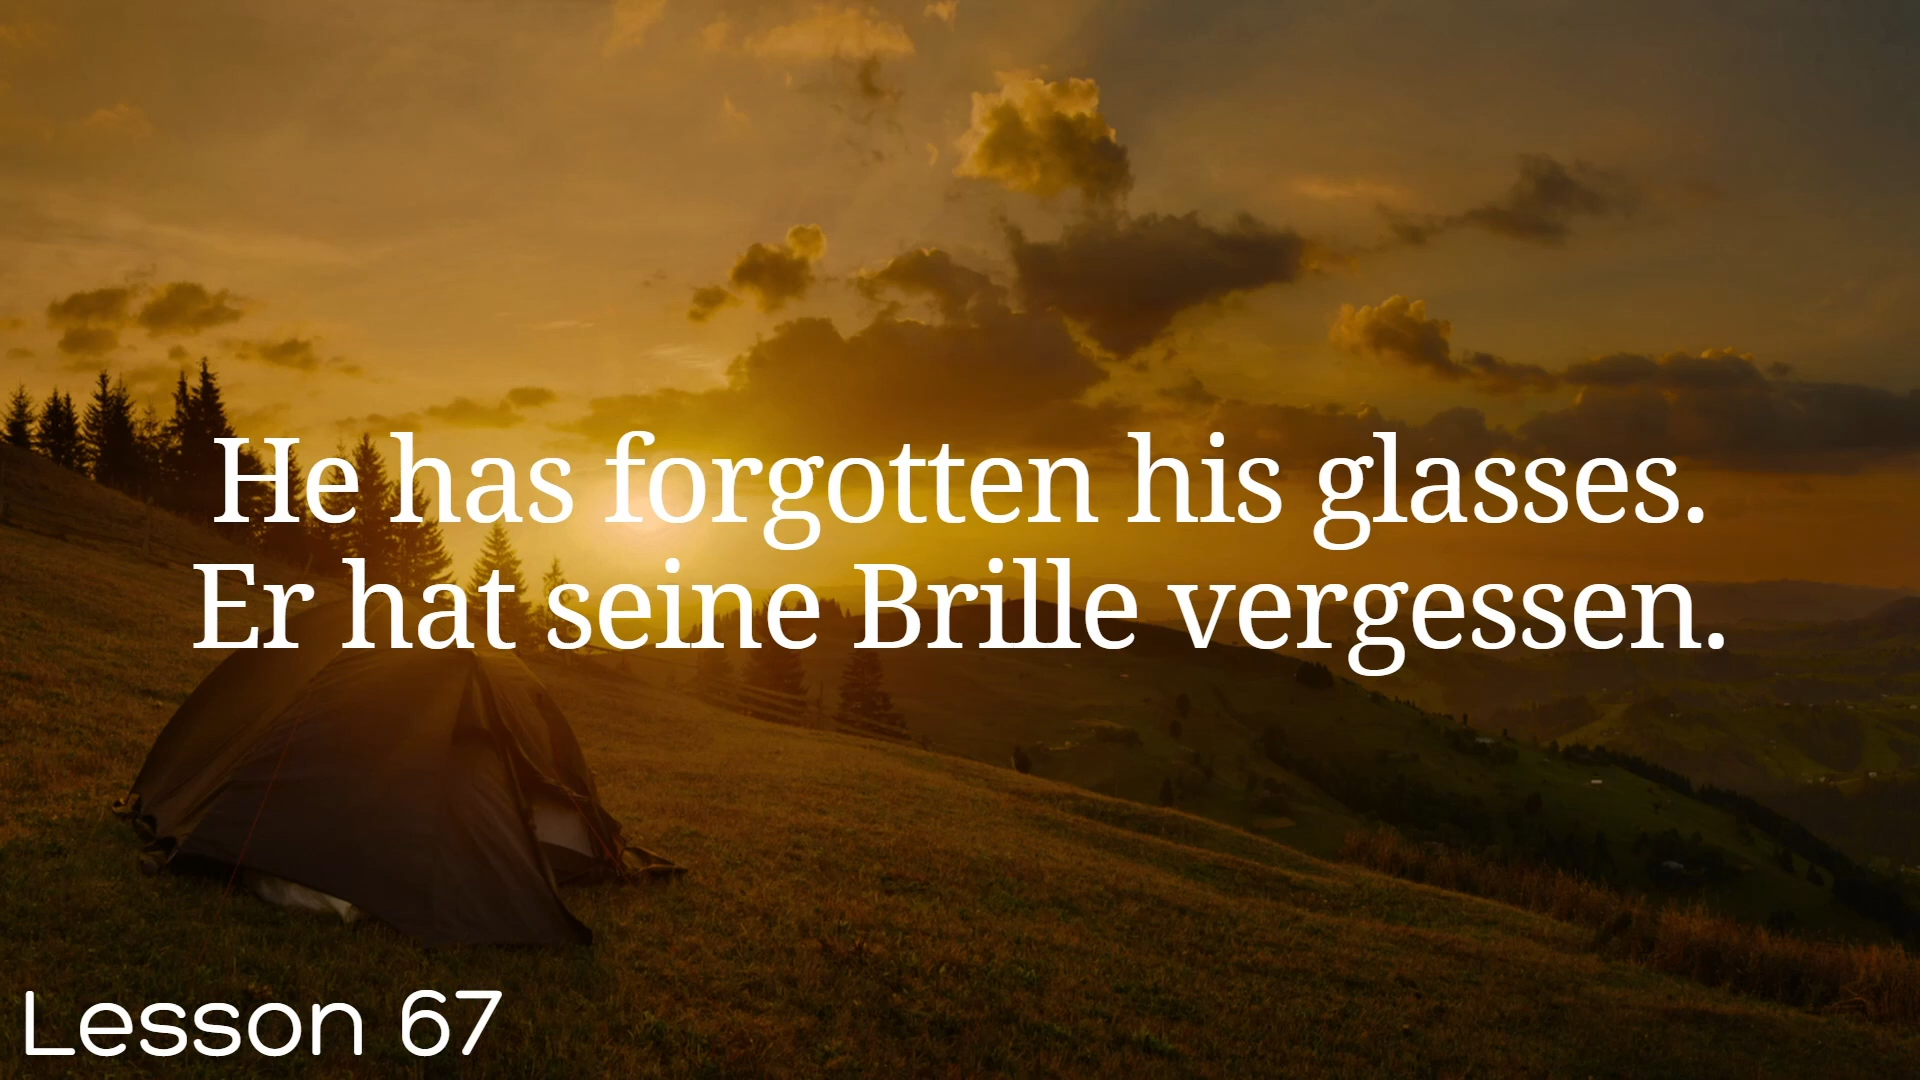 He has forgotten his glasses.
Er hat seine Brille vergessen.
Lesson 67